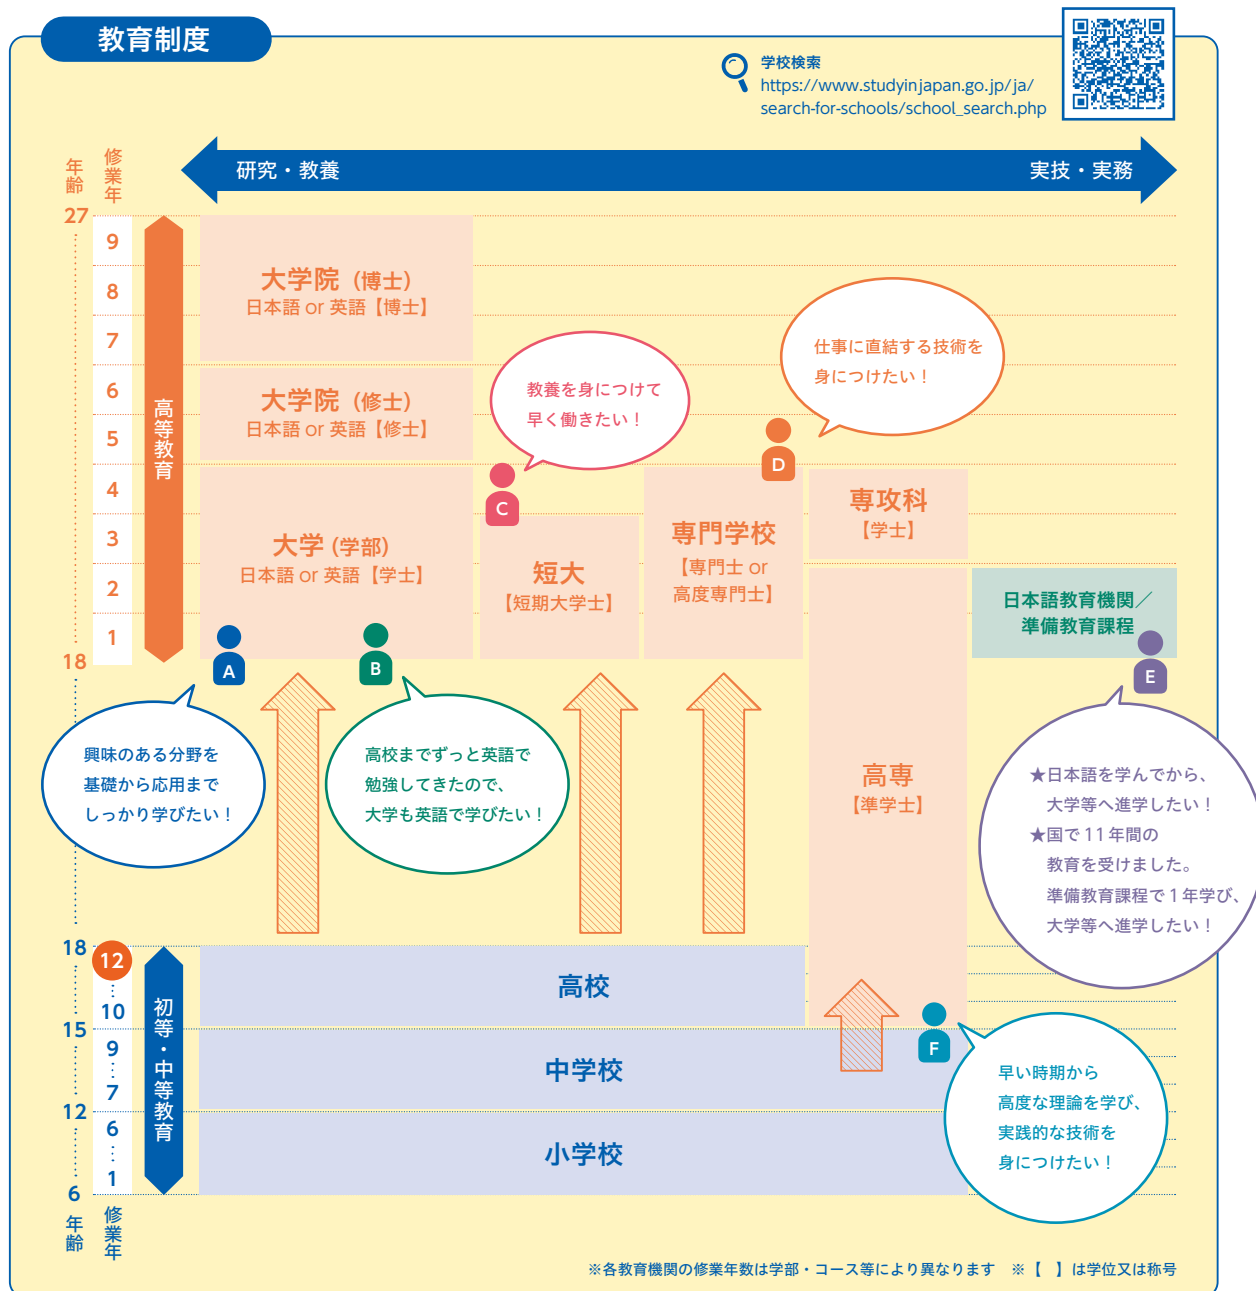 教育制度
学校検索
https://www.studyinjapan.go.jp/ja/
search-for-schools/school_search.php
年齢
修業年
研究・教養
実技・実務
27
9
8
7
6
5
4
3
2
1
18
高等教育
大学院（博士）
日本語 or 英語【博士】
大学院（修士）
日本語 or 英語【修士】
大学（学部）
日本語 or 英語【学士】
教養を身につけて
早く働きたい！
C
短大
【短期大学士】
仕事に直結する技術を
身につけたい！
D
専門学校
【専門士 or
高度専門士】
専攻科
【学士】
日本語教育機関／
準備教育課程
A
B
E
興味のある分野を
基礎から応用まで
しっかり学びたい！
高校までずっと英語で
勉強してきたので、
大学も英語で学びたい！
高専
【準学士】
★日本語を学んでから、
大学等へ進学したい！
★国で11年間の
教育を受けました。
準備教育課程で1年学び、
大学等へ進学したい！
18
12
10
15
9
7
12
6
1
6
年齢
修業年
初等・中等教育
高校
中学校
小学校
F
早い時期から
高度な理論を学び、
実践的な技術を
身につけたい！
※各教育機関の修業年数は学部・コース等により異なります　※【　】は学位又は称号